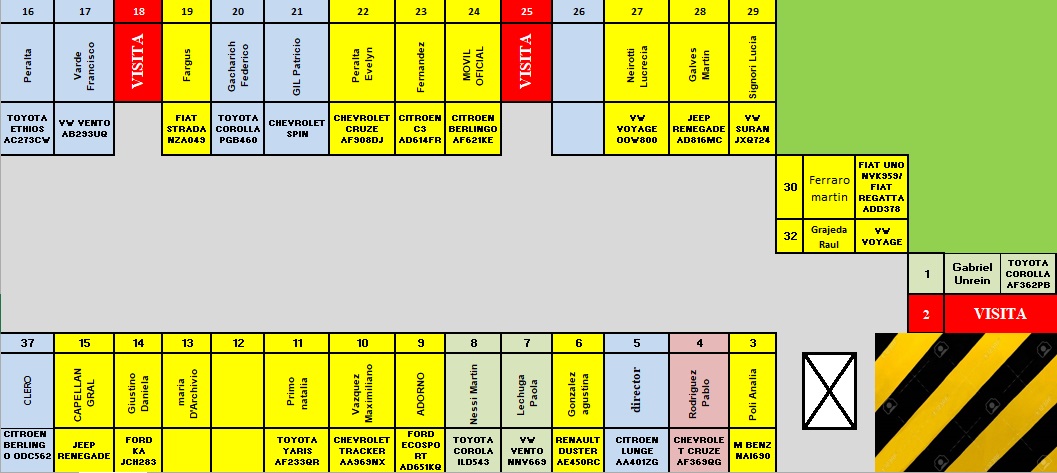 16 17 18 19 20 21 22 23 24 25 26 27 28 29
Peralta
Varde
Francisco
VISITA
Fargus
Gacharich
Federico
GIL Patricio
Peralta
Evelyn
Fernandez
MOVIL
OFICIAL
VISITA
Neirotti
Lucrecia
Galves
Martin
Signori Lucia
TOYOTA
ETHIOS
AC273CW
VW VENTO
AB293UQ
FIAT
STRADA
NZA049
TOYOTA
COROLLA
PGB460
CHEVROLET
SPIN
CHEVROLET
CRUZE
AF908DJ
CITROEN
C3
AD614FR
CITROEN
BERLINGO
AF621KE
VW
VOYAGE
OOW800
JEEP
RENEGADE
AD816MC
VW
SURAN
JXQ724
30
Ferraro
martin
FIAT UNO
NVK959/
FIAT
REGATTA
ADD378
32
Grajeda
Raul
VW
VOYAGE
1
Gabriel
Unrein
TOYOTA
COROLLA
AF362PB
2 VISITA
37 15 14 13 12 11 10 9 8 7 6 5 4 3
CLERO
CAPELLAN
GRAL
Giustino
Daniela
maria
D'Archivio
Primo
natalia
Vazquez
Maximiliano
ADORNO
Nessi Martin
Lechuga
Paola
Gonzalez
agustina
director
Rodriguez
Pablo
Poli Analia
CITROEN
BERLING
O ODC562
JEEP
RENEGADE
FORD
KA
JCH283
TOYOTA
YARIS
AF233QR
CHEVROLET
TRACKER
AA969NX
FORD
ECOSPO
RT
AD651KQ
TOYOTA
COROLA
ILD543
VW
VENTO
NNV669
RENAULT
DUSTER
AE450RC
CITROEN
LUNGE
AA401ZG
CHEVROLE
T CRUZE
AF369QG
M BENZ
NAI690